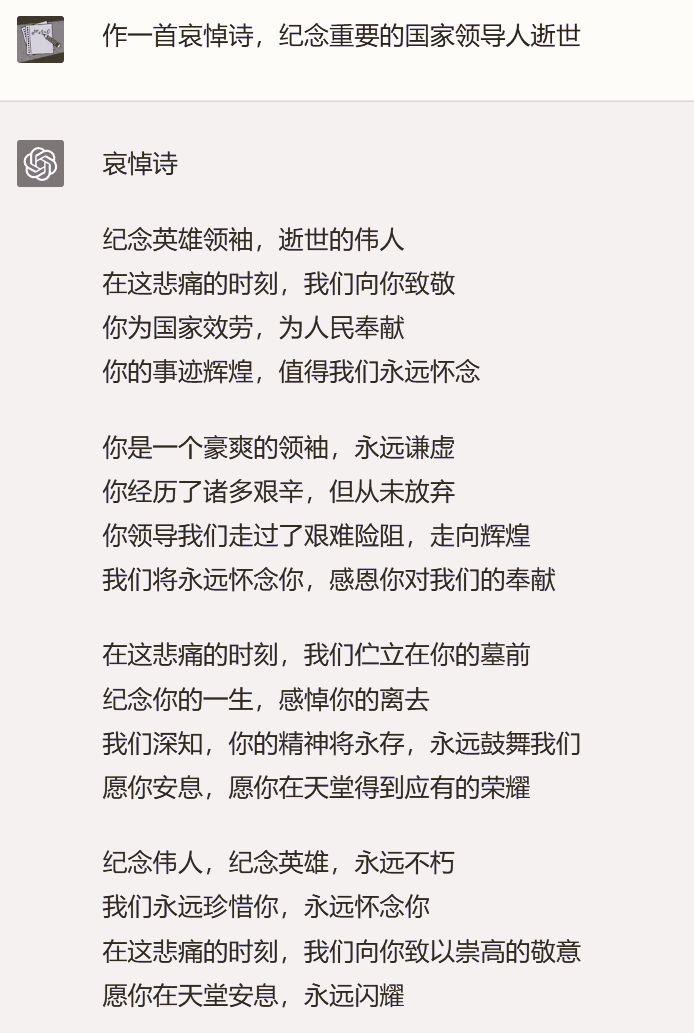 作一首哀悼诗，纪念重要的国家领导人逝世
哀悼诗
纪念英雄领袖，逝世的伟人
在这悲痛的时刻，我们向你致敬
你为国家效劳，为人民奉献
你的事迹辉煌，值得我们永远怀念
你是一个豪爽的领袖，永远谦虚
你经历了诸多艰辛，但从未放弃
你领导我们走过了艰难险阻，走向辉煌
我们将永远怀念你，感恩你对我们的奉献
在这悲痛的时刻，我们伫立在你的墓前
纪念你的一生，感悼你的离去
我们深知，你的精神将永存，永远鼓舞我们
愿你安息，愿你在天堂得到应有的荣耀
纪念伟人，纪念英雄，永远不朽
我们永远珍惜你，永远怀念你
在这悲痛的时刻，我们向你致以崇高的敬意
愿你在天堂安息，永远闪耀